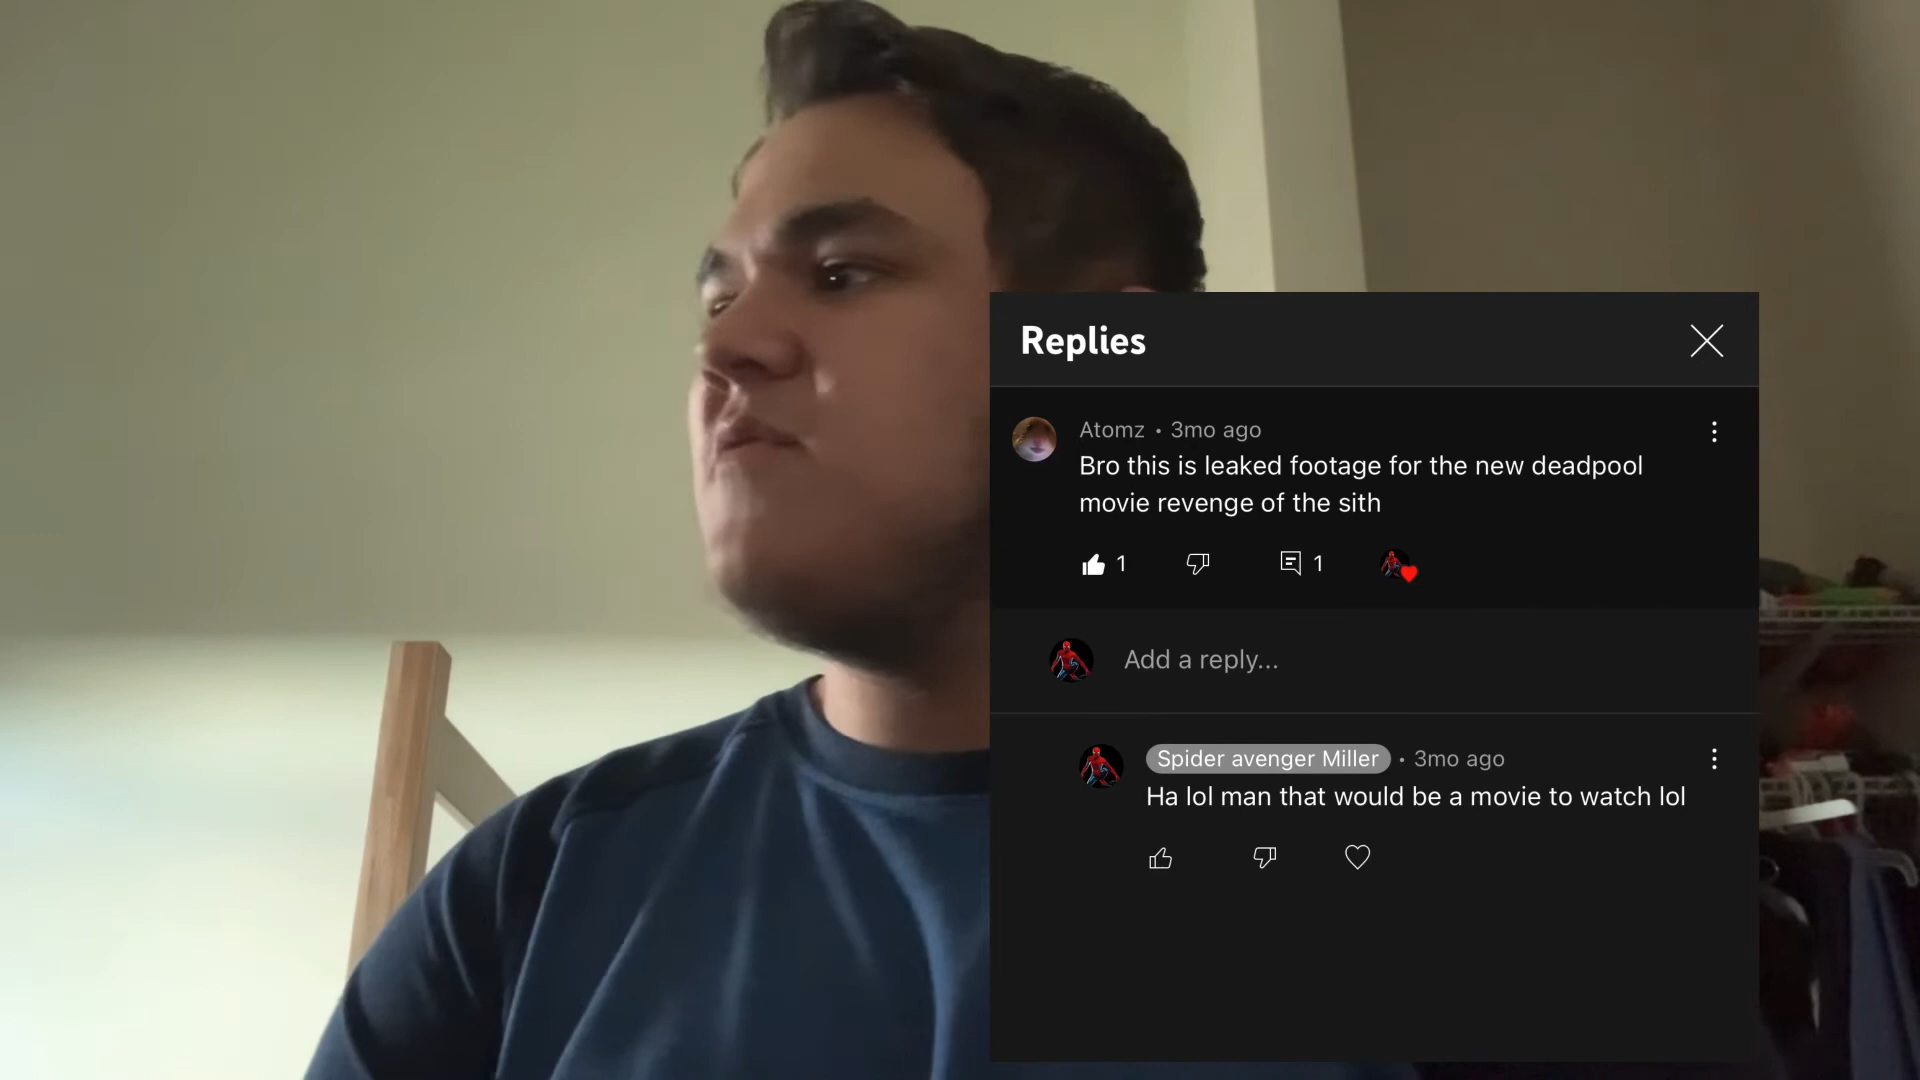 Replies
Atomz • 3mo ago
Bro this is leaked footage for the new deadpool
movie revenge of the sith
1
1
Add a reply...
Spider avenger Miller • 3mo ago
Ha lol man that would be a movie to watch lol